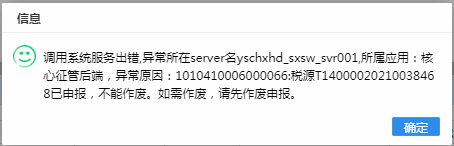 信息
调用系统服务出错,异常所在server名yschxhd_sxsw_svr001,所属应用：核
心征管后端，异常原因：1010410006000066:税源T1400002021003846
8已申报，不能作废。如需作废，请先作废申报。
确定